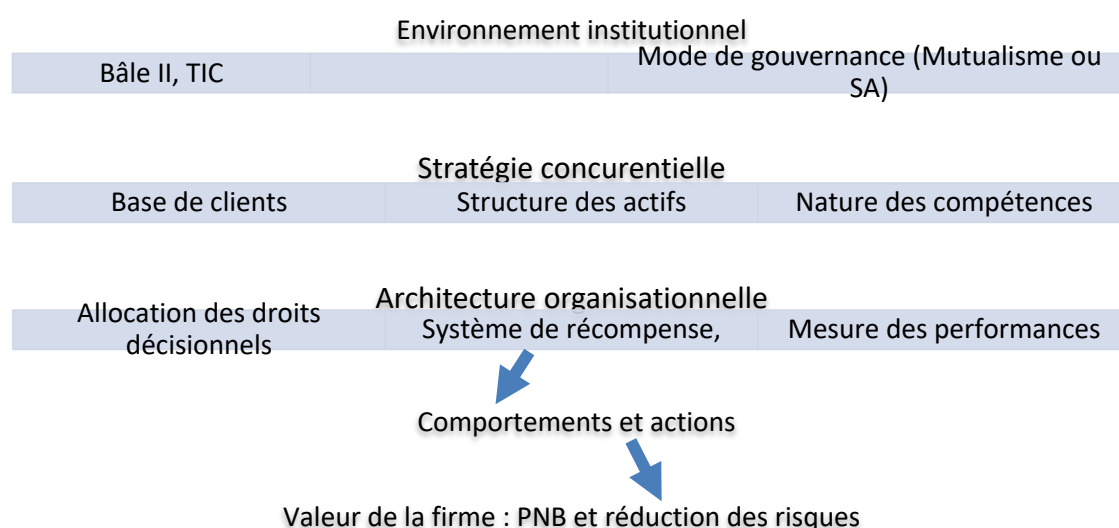 Environnement institutionnel
Bâle II, TIC
Mode de gouvernance (Mutualisme ou
SA)
Stratégie concurentielle
Base de clients
Structure des actifs
Nature des compétences
Architecture organisationnelle
Allocation des droits
décisionnels
Système de récompense,
Mesure des performances
Comportements et actions
Valeur de la firme : PNB et réduction des risques